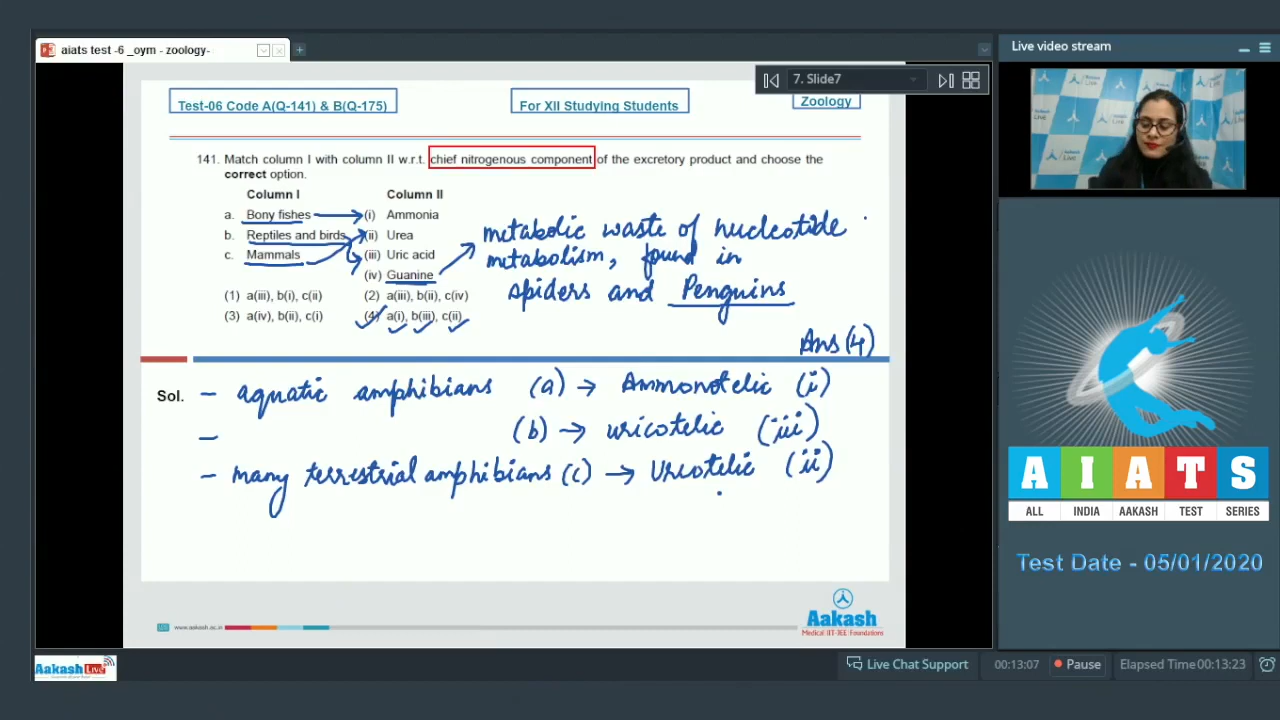 aiats test -6 _oym - zoology-
Live video stream
7. Slide7
Test-06 Code A(Q-141) & B(Q-175)
For XII Studying Students
Zoology
141. Match column I with column II w.r.t. chief nitrogenous component of the excretory product and choose the
correct option.
Column I Column II
a. Bony fishes (i) Ammonia
b. Reptiles and birds (ii) Urea
c. Mammals (iii) Uric acid
(iv) Guanine
(1) a(iii), b(i), c(ii) (2) a(iii), b(ii), c(iv)
(3) a(iv), b(ii), c(i) (4) a(i), b(iii), c(ii)
metabolic waste of nucleotide
metabolism, found in
spiders and Penguins
Ans (4)
Sol. - aquatic amphibians (a) → Ammonotelic (i)
- (b) → uricotelic (iii)
- many terrestrial amphibians (c) → Ureotelic (ii)
www.aakash.ac.in
Aakash
Medical IIT-JEE Foundations
A I A T S
ALL INDIA AAKASH TEST SERIES
Test Date - 05/01/2020
Aakash Live
Live Chat Support
00:13:07
Pause
Elapsed Time 00:13:23